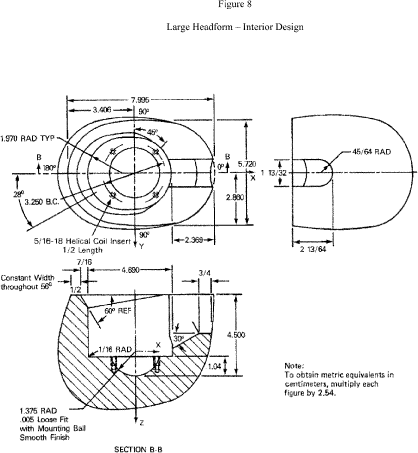 Figure 8
Large Headform – Interior Design
7.995
3.406
90°
45°
1.970 RAD TYP
B
180°
0°
B
X
5.720
28°
3.250 B.C.
2.860
5/16-18 Helical Coil Insert
1/2 Length
90°
Y
2.369
45/64 RAD
1 13/32
2 13/64
7/16
4.690
3/4
Constant Width
throughout 56°
1/2
60° REF
X
30°
4.500
1/16 RAD
1.04
1.375 RAD
.005 Loose Fit
with Mounting Ball
Smooth Finish
Z
SECTION B-B
Note:
To obtain metric equivalents in
centimeters, multiply each
figure by 2.54.